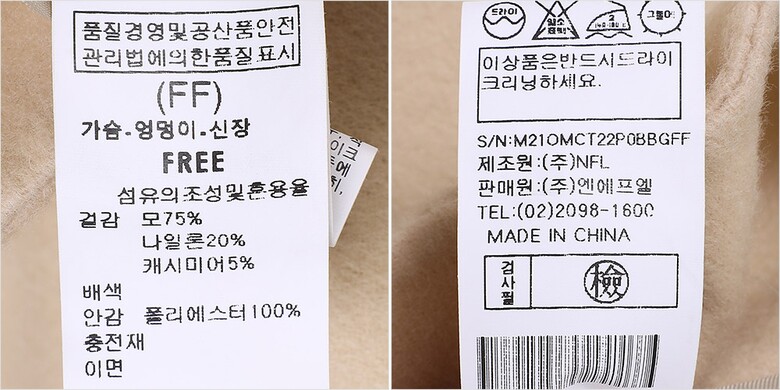 품질경영및공산품안전
관리법에의한품질표시
(FF)
가슴-엉덩이-신장
FREE
섬유의조성및혼용율
겉감 모75%
나일론20%
캐시미어5%
배색
안감 폴리에스터100%
충전재
이면
드라이
염소
표백
2
그늘에
이상품은반드시드라이
크리닝하세요.
S/N:M210MCT22P0BBGFF
제조원:(주)NFL
판매원:(주)엔에프엘
TEL:(02)2098-1600
MADE IN CHINA
검사필 檢